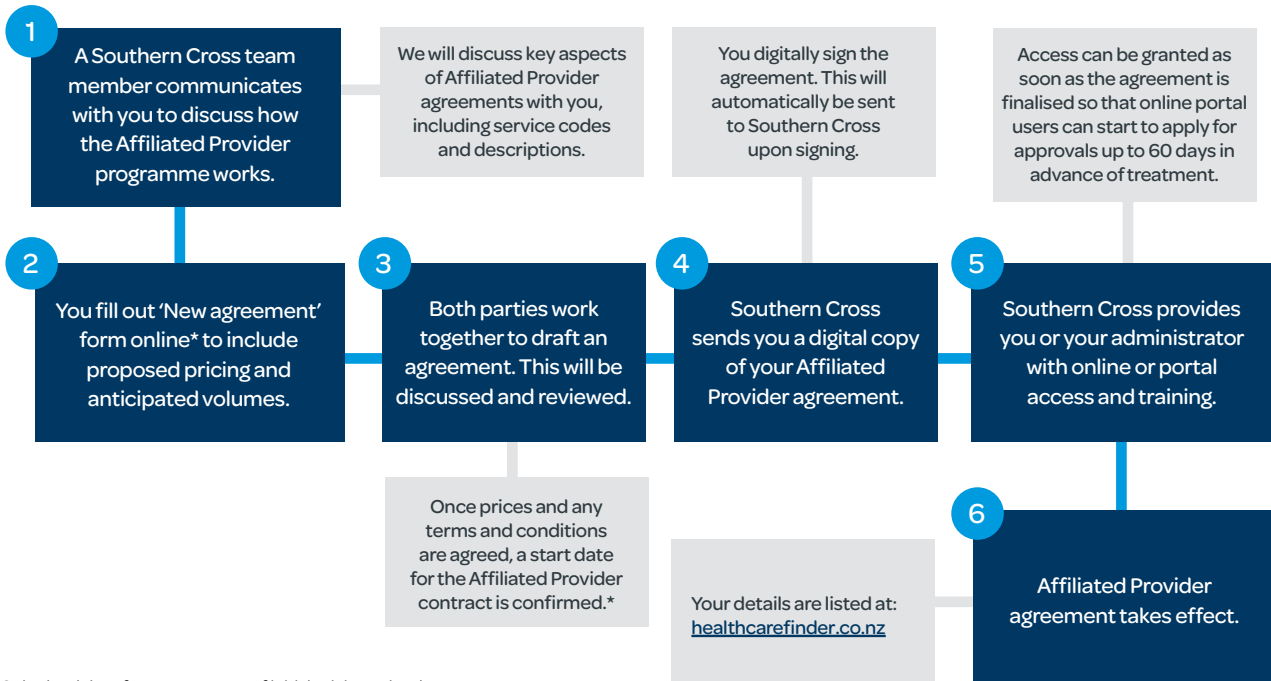 1
A Southern Cross team
member communicates
with you to discuss how
the Affiliated Provider
programme works.
We will discuss key aspects
of Affiliated Provider
agreements with you,
including service codes
and descriptions.
You digitally sign the
agreement. This will
automatically be sent
to Southern Cross
upon signing.
Access can be granted as
soon as the agreement is
finalised so that online portal
users can start to apply for
approvals up to 60 days in
advance of treatment.
2
You fill out 'New agreement'
form online* to include
proposed pricing and
anticipated volumes.
3
Both parties work
together to draft an
agreement. This will be
discussed and reviewed.
4
Southern Cross
sends you a digital copy
of your Affiliated
Provider agreement.
5
Southern Cross provides
you or your administrator
with online or portal
access and training.
Once prices and any
terms and conditions
are agreed, a start date
for the Affiliated Provider
contract is confirmed.*
Your details are listed at:
healthcarefinder.co.nz
6
Affiliated Provider
agreement takes effect.